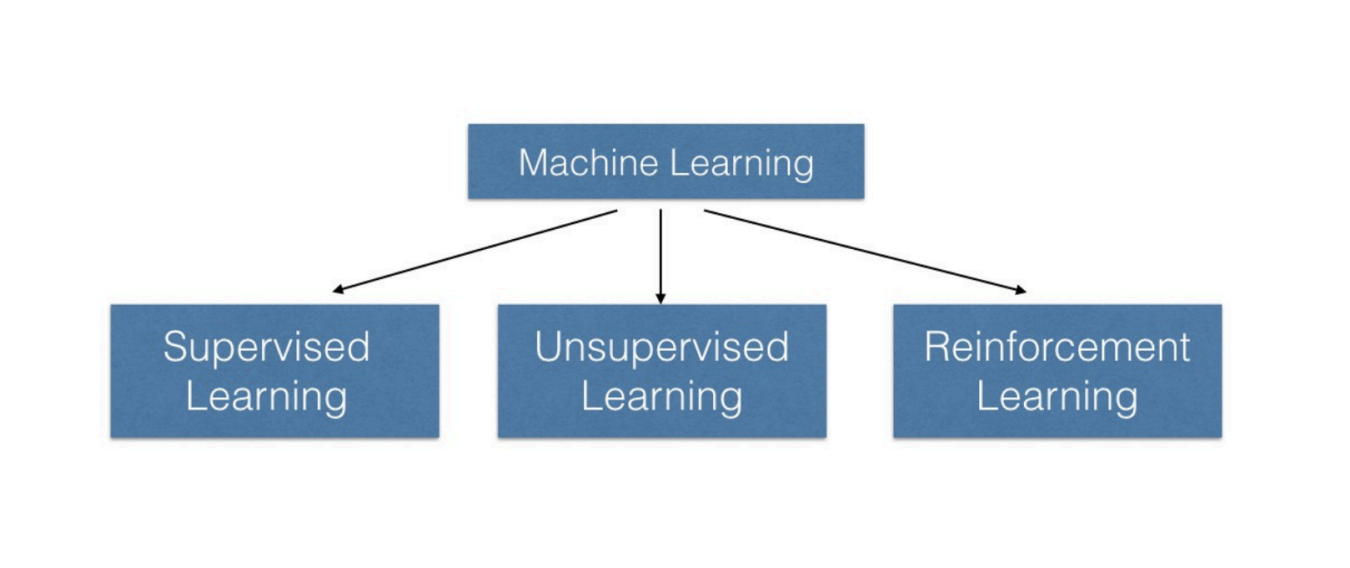 Machine Learning
Supervised
Learning
Unsupervised
Learning
Reinforcement
Learning